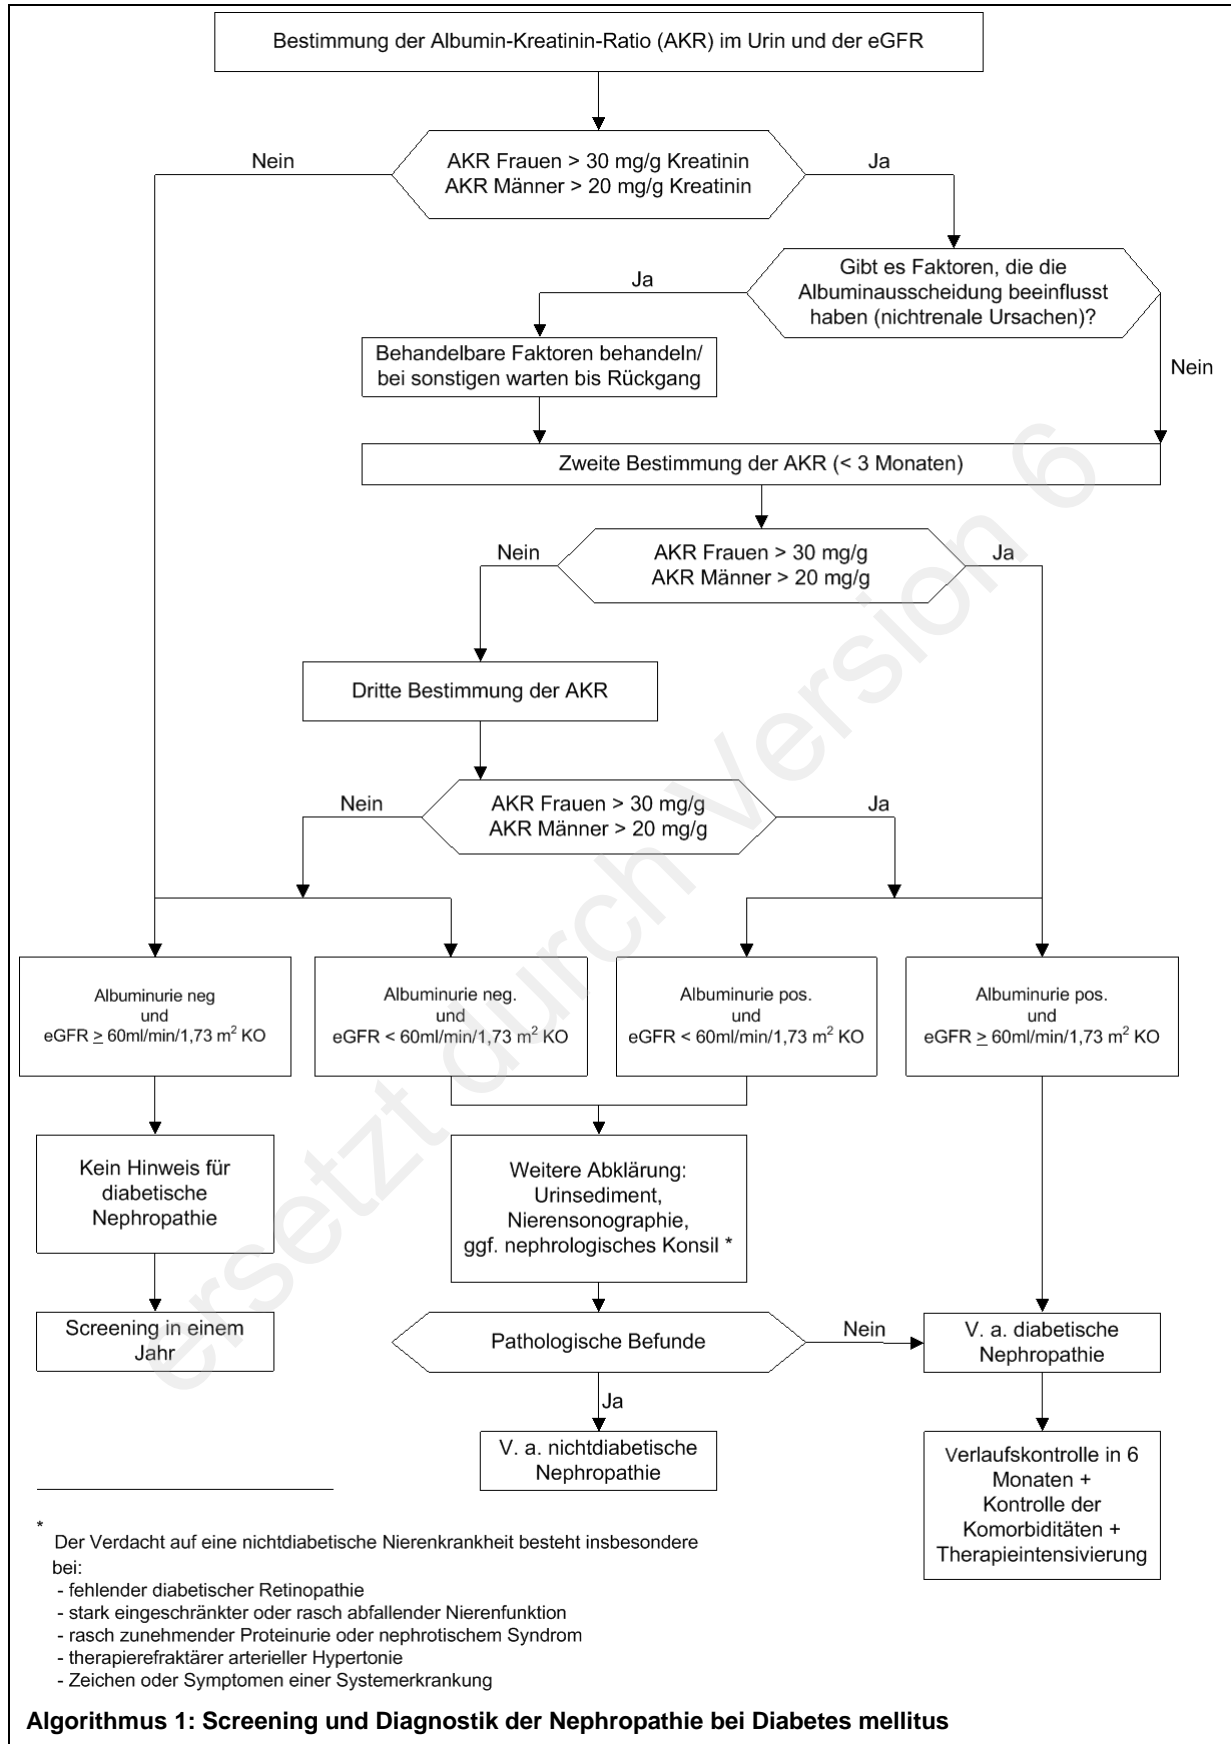 Bestimmung der Albumin-Kreatinin-Ratio (AKR) im Urin und der eGFR
Nein
AKR Frauen > 30 mg/g Kreatinin
AKR Männer > 20 mg/g Kreatinin
Ja
Gibt es Faktoren, die die
Albuminausscheidung beeinflusst
haben (nichtrenale Ursachen)?
Ja
Nein
Behandelbare Faktoren behandeln/
bei sonstigen warten bis Rückgang
Zweite Bestimmung der AKR (< 3 Monaten)
Nein
AKR Frauen > 30 mg/g
AKR Männer > 20 mg/g
Ja
Dritte Bestimmung der AKR
Nein
AKR Frauen > 30 mg/g
AKR Männer > 20 mg/g
Ja
Albuminurie neg
und
eGFR ≥ 60ml/min/1,73 m² KO
Albuminurie neg.
und
eGFR < 60ml/min/1,73 m² KO
Albuminurie pos.
und
eGFR < 60ml/min/1,73 m² KO
Albuminurie pos.
und
eGFR ≥ 60ml/min/1,73 m² KO
Kein Hinweis für
diabetische
Nephropathie
Weitere Abklärung:
Urinsediment,
Nierensonographie,
ggf. nephrologisches Konsil *
Screening in einem
Jahr
Pathologische Befunde
Nein
V. a. diabetische
Nephropathie
Ja
V. a. nichtdiabetische
Nephropathie
Verlaufskontrolle in 6
Monaten +
Kontrolle der
Komorbiditäten +
Therapieintensivierung
*
Der Verdacht auf eine nichtdiabetische Nierenkrankheit besteht insbesondere
bei:
- fehlender diabetischer Retinopathie
- stark eingeschränkter oder rasch abfallender Nierenfunktion
- rasch zunehmender Proteinurie oder nephrotischem Syndrom
- therapierefraktärer arterieller Hypertonie
- Zeichen oder Symptomen einer Systemerkrankung
Algorithmus 1: Screening und Diagnostik der Nephropathie bei Diabetes mellitus
ersetzt durch Version 6